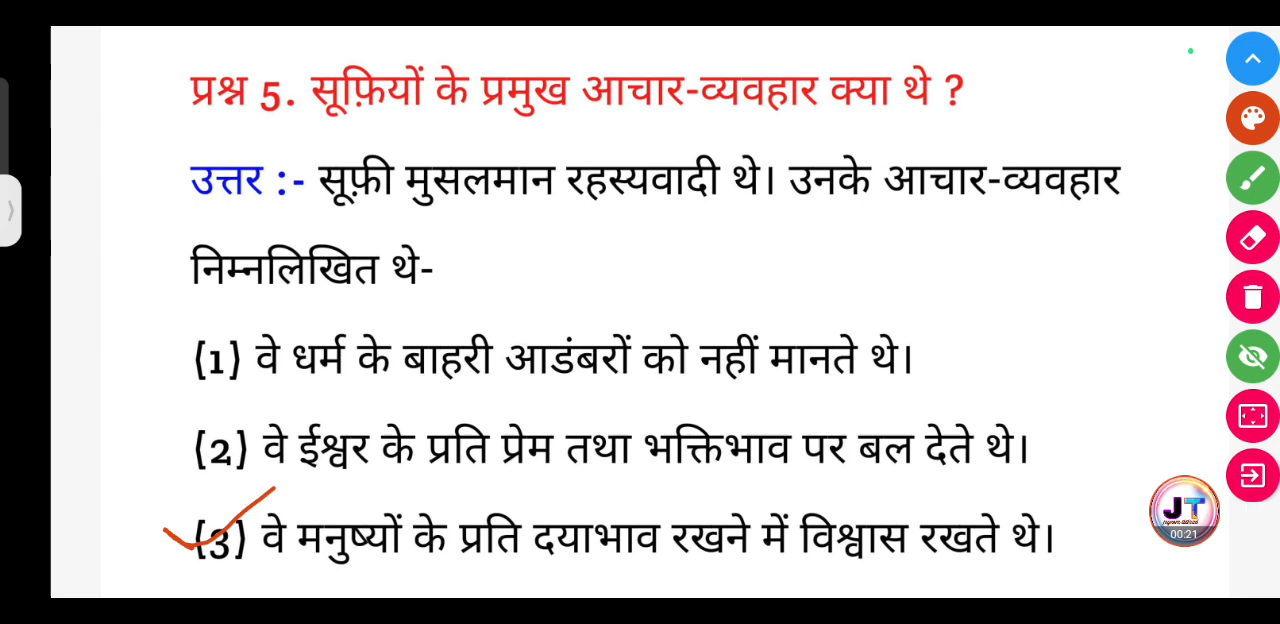 प्रश्न 5. सूफ़ियों के प्रमुख आचार-व्यवहार क्या थे ?
उत्तर :- सूफ़ी मुसलमान रहस्यवादी थे। उनके आचार-व्यवहार
निम्नलिखित थे-
(1) वे धर्म के बाहरी आडंबरों को नहीं मानते थे।
(2) वे ईश्वर के प्रति प्रेम तथा भक्तिभाव पर बल देते थे।
(3) वे मनुष्यों के प्रति दयाभाव रखने में विश्वास रखते थे।
JT
00:21